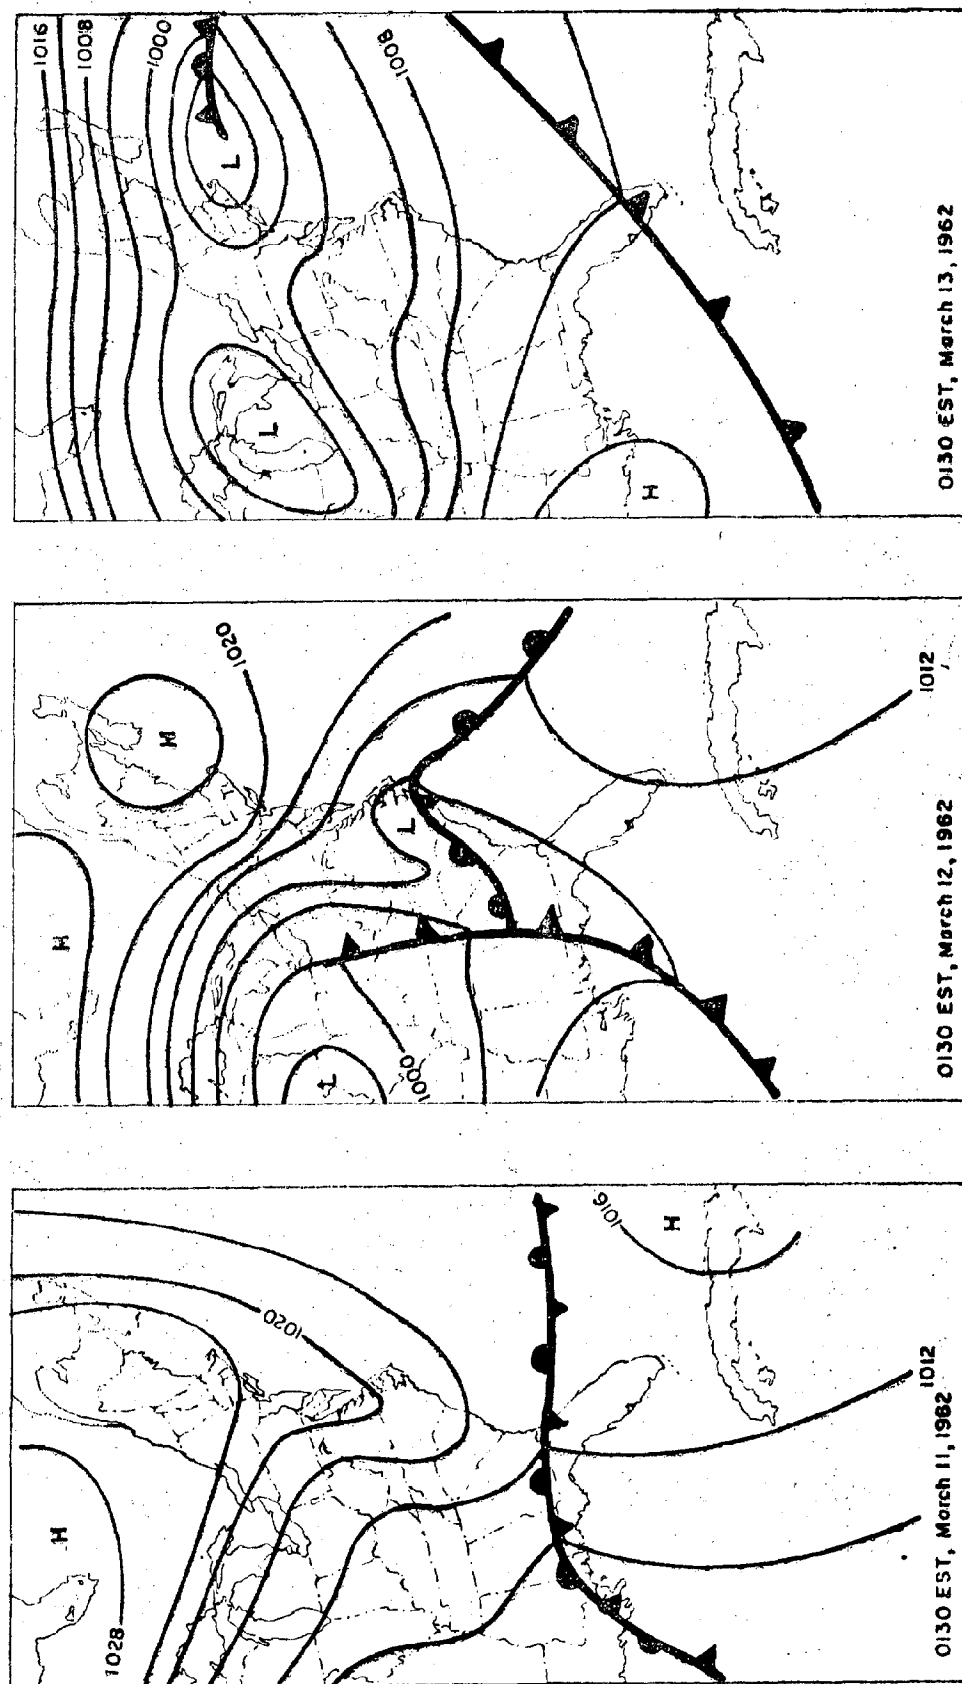 1016
1008
1000
1008
L
L
H
0130 EST, March 13, 1962
1020
H
H
L
L
1000
1012
0130 EST, March 12, 1962
1020
1016
H
H
1028
1012
0130 EST, March 11, 1962